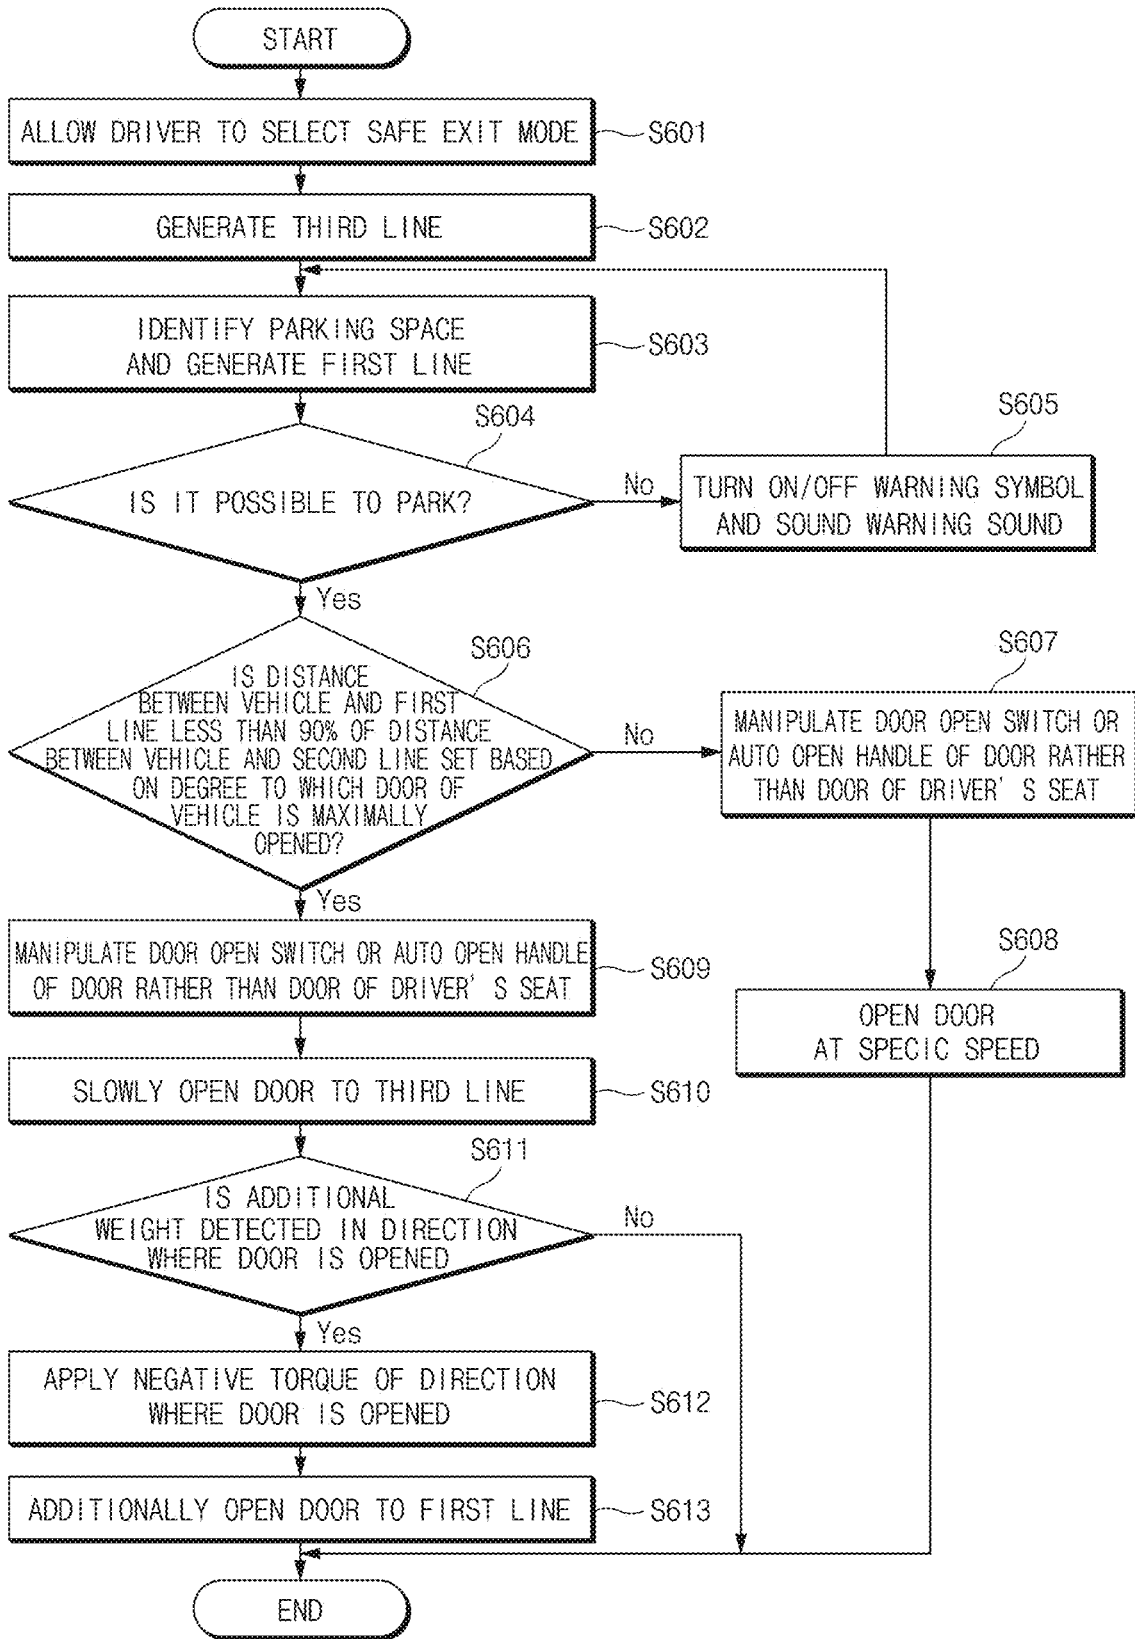 START
ALLOW DRIVER TO SELECT SAFE EXIT MODE
S601
GENERATE THIRD LINE
S602
IDENTIFY PARKING SPACE
AND GENERATE FIRST LINE
S603
S604
IS IT POSSIBLE TO PARK?
No
S605
TURN ON/OFF WARNING SYMBOL
AND SOUND WARNING SOUND
Yes
S606
IS DISTANCE
BETWEEN VEHICLE AND FIRST
LINE LESS THAN 90% OF DISTANCE
BETWEEN VEHICLE AND SECOND LINE SET BASED
ON DEGREE TO WHICH DOOR OF
VEHICLE IS MAXIMALLY
OPENED?
No
S607
MANIPULATE DOOR OPEN SWITCH OR
AUTO OPEN HANDLE OF DOOR RATHER
THAN DOOR OF DRIVER' S SEAT
Yes
MANIPULATE DOOR OPEN SWITCH OR AUTO OPEN HANDLE
OF DOOR RATHER THAN DOOR OF DRIVER' S SEAT
S609
S608
OPEN DOOR
AT SPECIC SPEED
SLOWLY OPEN DOOR TO THIRD LINE
S610
S611
IS ADDITIONAL
WEIGHT DETECTED IN DIRECTION
WHERE DOOR IS OPENED
No
Yes
APPLY NEGATIVE TORQUE OF DIRECTION
WHERE DOOR IS OPENED
S612
ADDITIONALLY OPEN DOOR TO FIRST LINE
S613
END